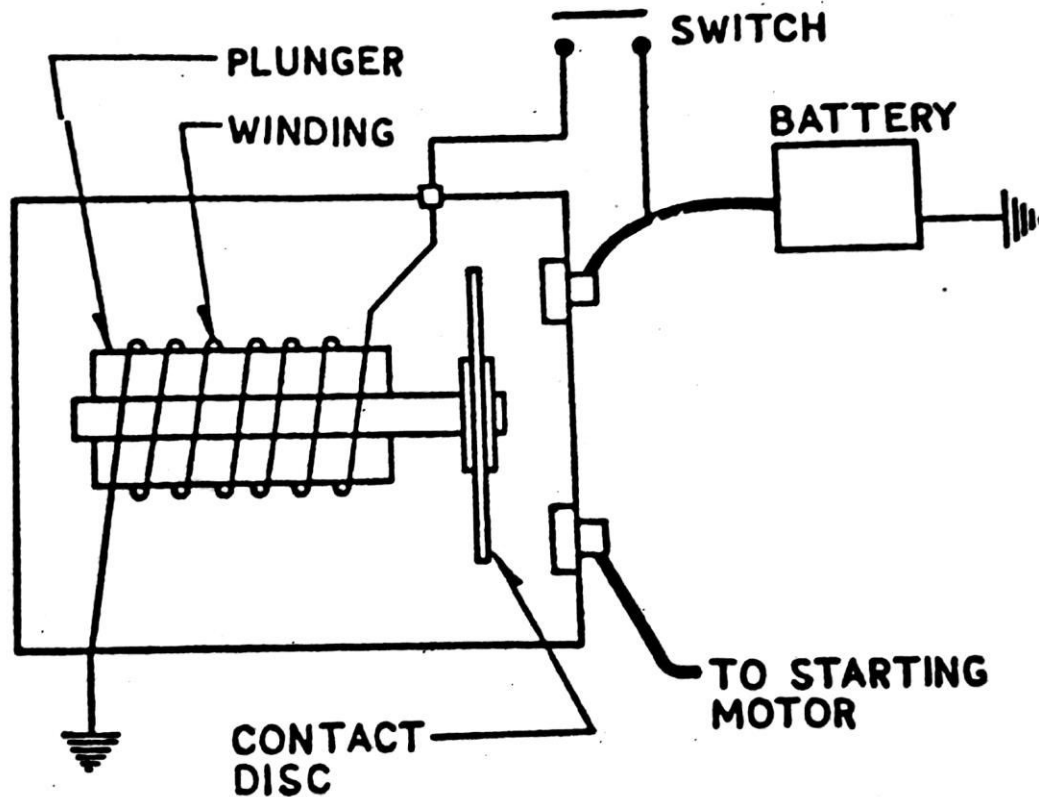 SWITCH
PLUNGER
BATTERY
WINDING
TO STARTING
MOTOR
CONTACT
DISC